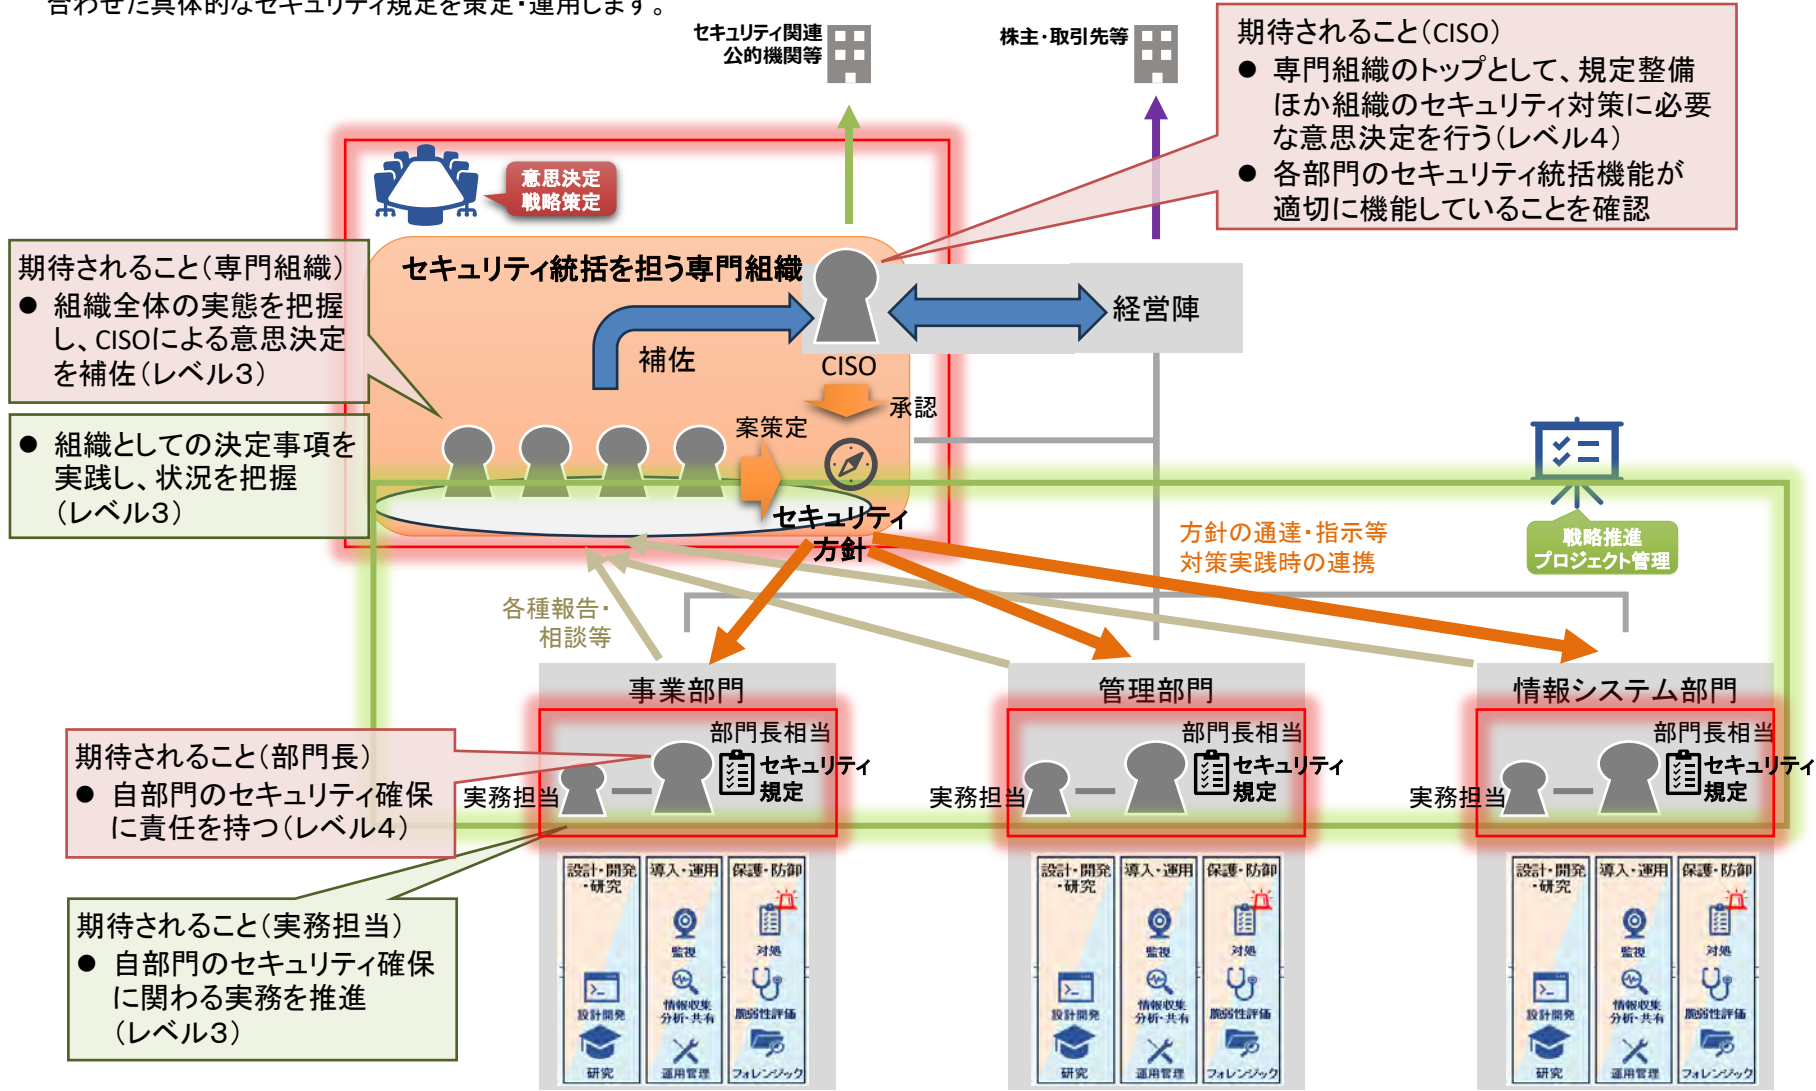 合わせた具体的なセキュリティ規定を策定・運用します。
セキュリティ関連
公的機関等
株主・取引先等
期待されること(CISO)
● 専門組織のトップとして、規定整備
ほか組織のセキュリティ対策に必要
な意思決定を行う(レベル4)
● 各部門のセキュリティ統括機能が
適切に機能していることを確認
意思決定
戦略策定
期待されること(専門組織)
● 組織全体の実態を把握
し、CISOによる意思決定
を補佐(レベル3)
● 組織としての決定事項を
実践し、状況を把握
(レベル3)
セキュリティ統括を担う専門組織
補佐
CISO
経営陣
承認
案策定
セキュリティ
方針
方針の通達・指示等
対策実践時の連携
戦略推進
プロジェクト管理
各種報告・
相談等
事業部門
部門長相当
セキュリティ
規定
実務担当
管理部門
部門長相当
セキュリティ
規定
実務担当
情報システム部門
部門長相当
セキュリティ
規定
実務担当
期待されること(部門長)
● 自部門のセキュリティ確保
に責任を持つ(レベル4)
期待されること(実務担当)
● 自部門のセキュリティ確保
に関わる実務を推進
(レベル3)
設計・開発
・研究
設計開発
研究
導入・運用
監視
情報収集
分析・共有
運用管理
保護・防御
対処
脆弱性評価
フォレンジック
設計・開発
・研究
設計開発
研究
導入・運用
監視
情報収集
分析・共有
運用管理
保護・防御
対処
脆弱性評価
フォレンジック
設計・開発
・研究
設計開発
研究
導入・運用
監視
情報収集
分析・共有
運用管理
保護・防御
対処
脆弱性評価
フォレンジック